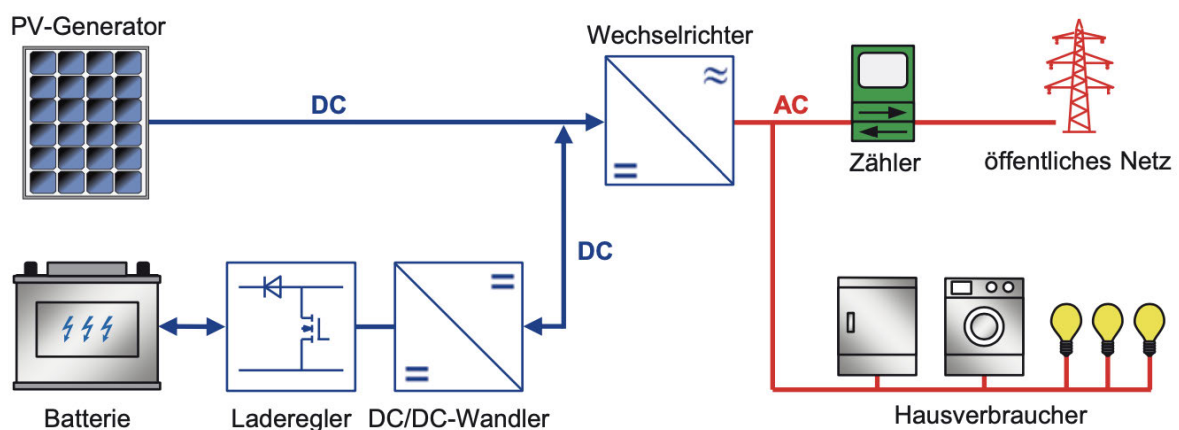 PV-Generator
Wechselrichter
DC
AC
Zähler
öffentliches Netz
DC
Batterie
Laderegler
DC/DC-Wandler
Hausverbraucher